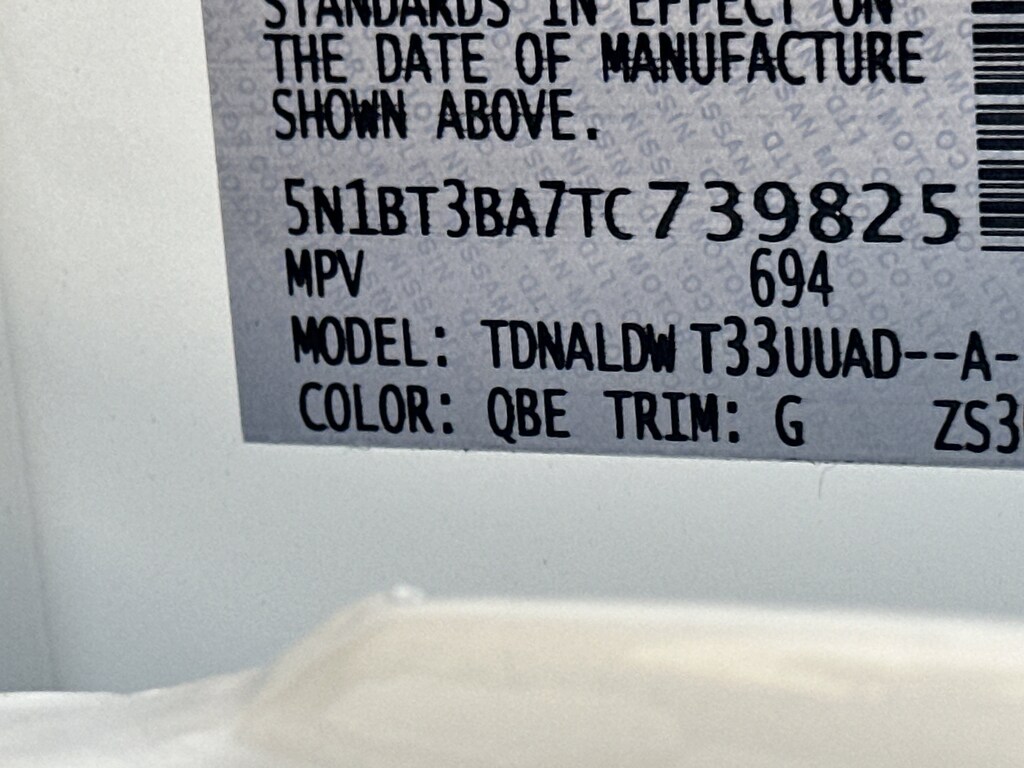 STANDARDS IN EFFECT ON
THE DATE OF MANUFACTURE
SHOWN ABOVE.
5N1BT3BA7TC739825
MPV 694
MODEL: TDNALDW T33UUAD--A-
COLOR: QBE TRIM: G ZS3